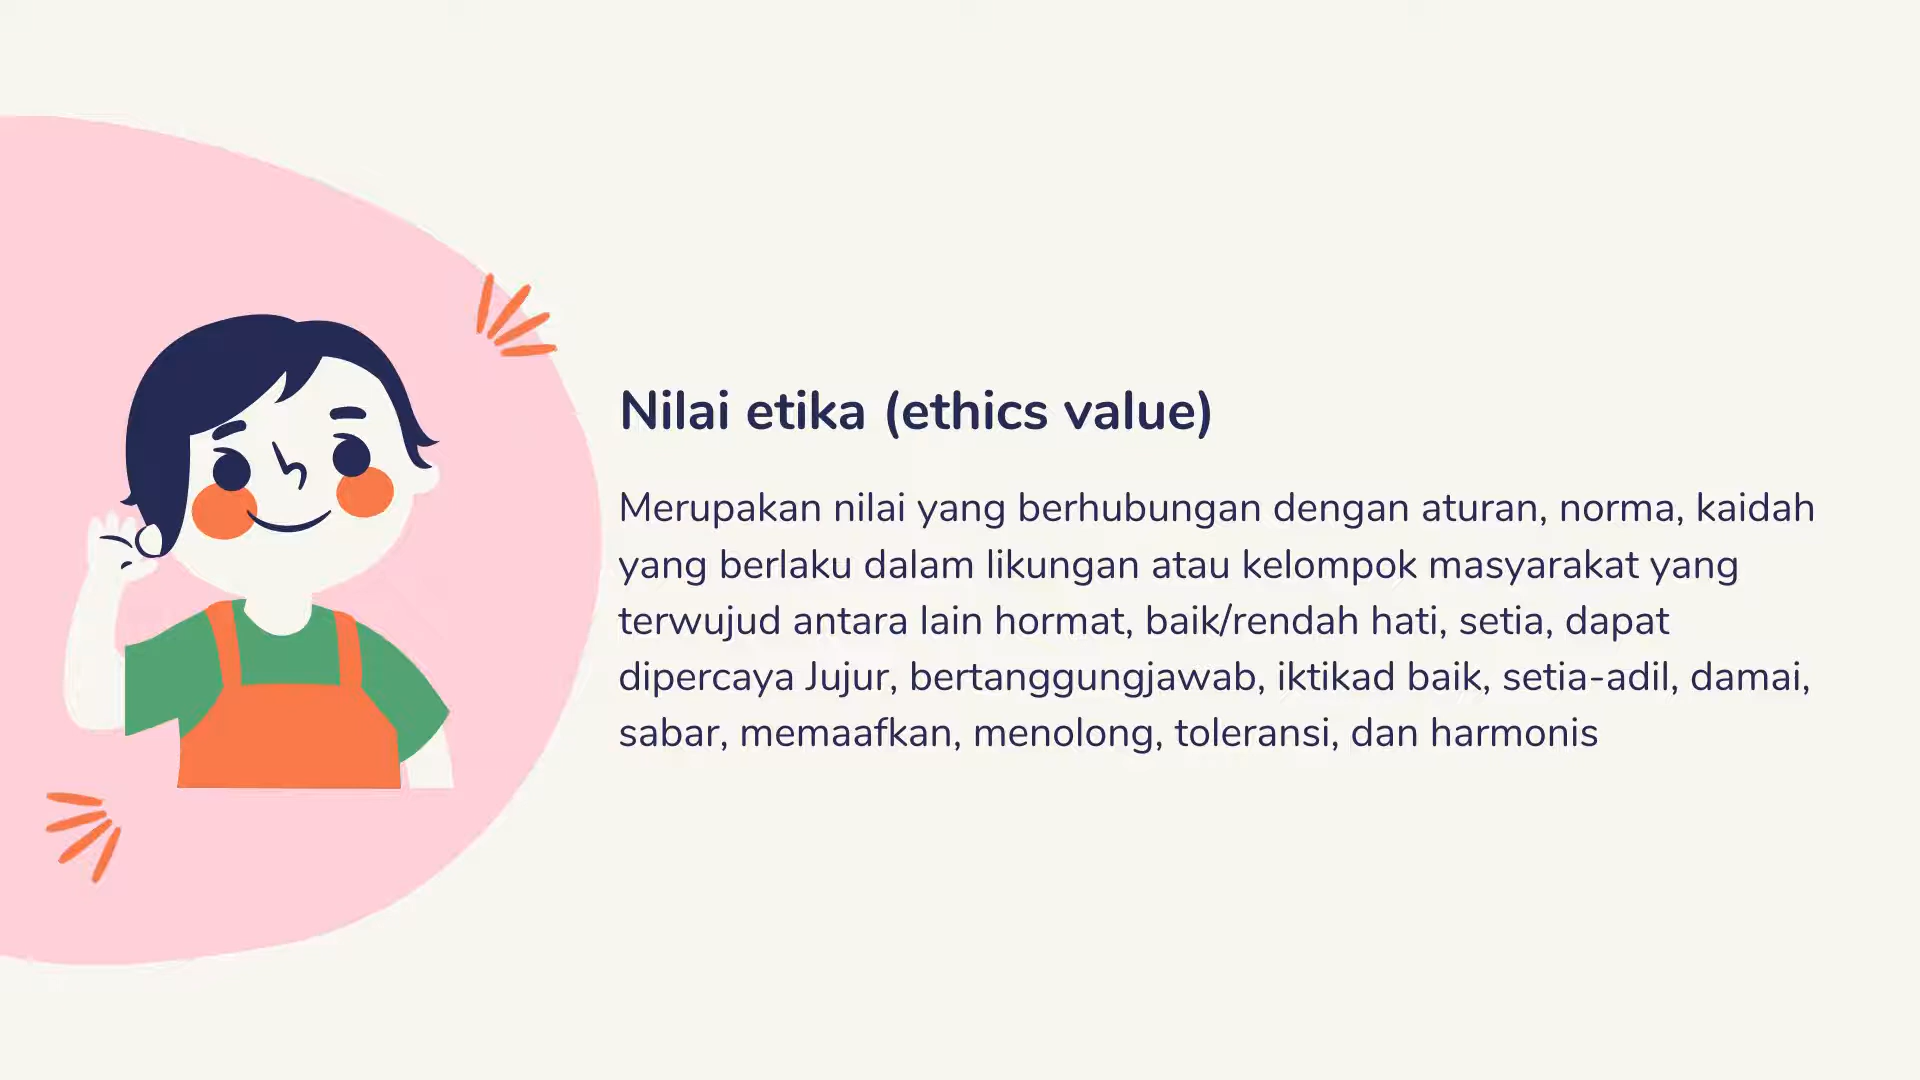 Nilai etika (ethics value)
Merupakan nilai yang berhubungan dengan aturan, norma, kaidah
yang berlaku dalam likungan atau kelompok masyarakat yang
terwujud antara lain hormat, baik/rendah hati, setia, dapat
dipercaya Jujur, bertanggungjawab, iktikad baik, setia-adil, damai,
sabar, memaafkan, menolong, toleransi, dan harmonis